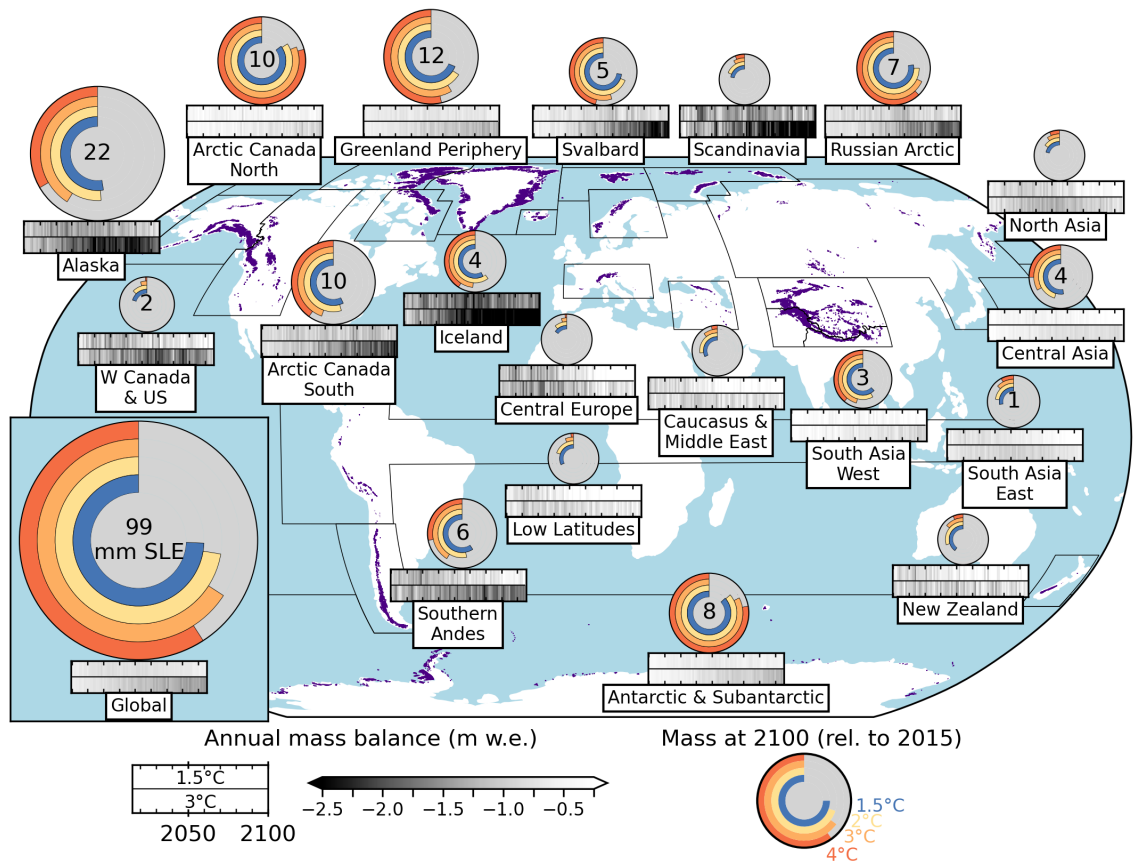 10
12
5
7
22
Arctic Canada
North
Greenland Periphery
Svalbard
Scandinavia
Russian Arctic
North Asia
Alaska
2
10
4
4
W Canada
& US
Arctic Canada
South
Iceland
Central Europe
Caucasus &
Middle East
3
South Asia
West
1
South Asia
East
Central Asia
99
mm SLE
Global
6
Southern
Andes
Low Latitudes
8
Antarctic & Subantarctic
New Zealand
Annual mass balance (m w.e.)
Mass at 2100 (rel. to 2015)
1.5°C
3°C
2050 2100
−2.5 −2.0 −1.5 −1.0 −0.5
1.5°C
2°C
3°C
4°C